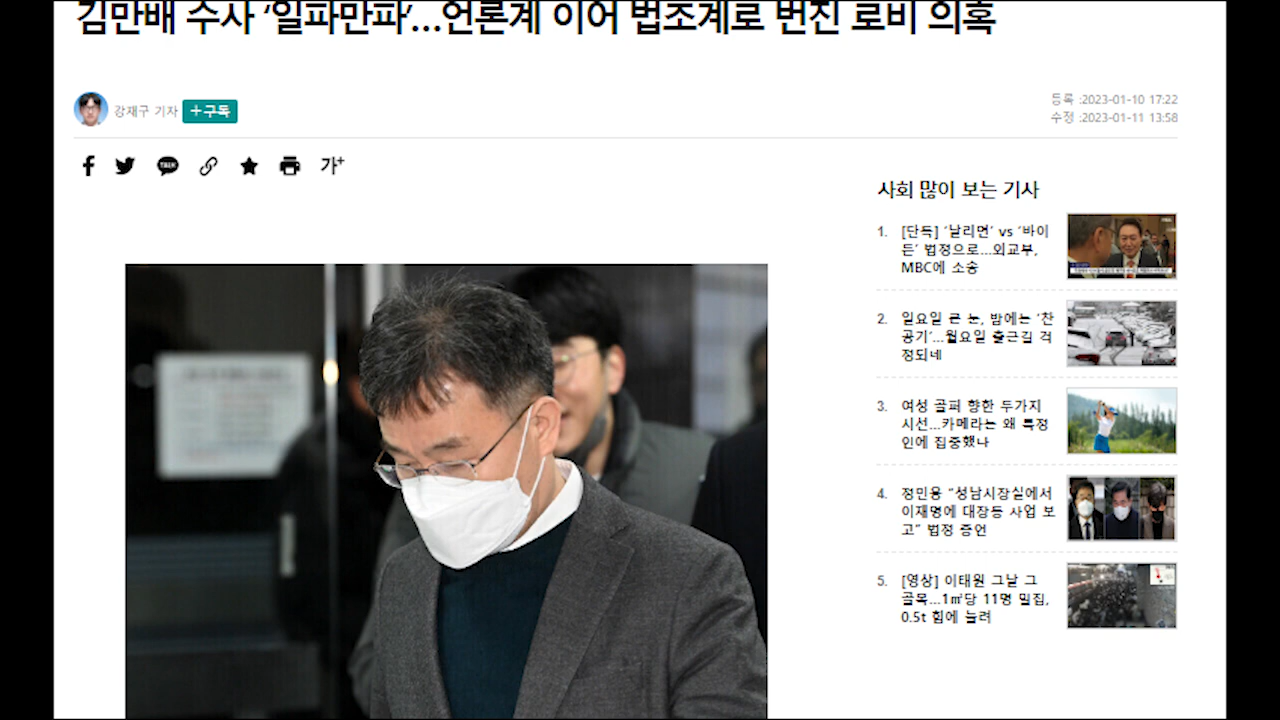 김만배 수사 ‘일파만파’…언론계 이어 법조계로 번진 로비 의혹
강재구 기자
+구독
등록 :2023-01-10 17:22
수정 :2023-01-11 13:58
TALK
가+
사회 많이 보는 기사
1. [단독] ‘날리면’ vs ‘바이
든’ 법정으로…외교부,
MBC에 소송
2. 일요일 큰 눈, 밤에는 ‘찬
공기’…월요일 출근길 걱
정되네
3. 여성 골퍼 향한 두가지
시선…카메라는 왜 특정
인에 집중했나
4. 정민용 “성남시장실에서
이재명에 대장동 사업 보
고” 법정 증언
5. [영상] 이태원 그날 그
골목…1㎡당 11명 밀집,
0.5t 힘에 눌려